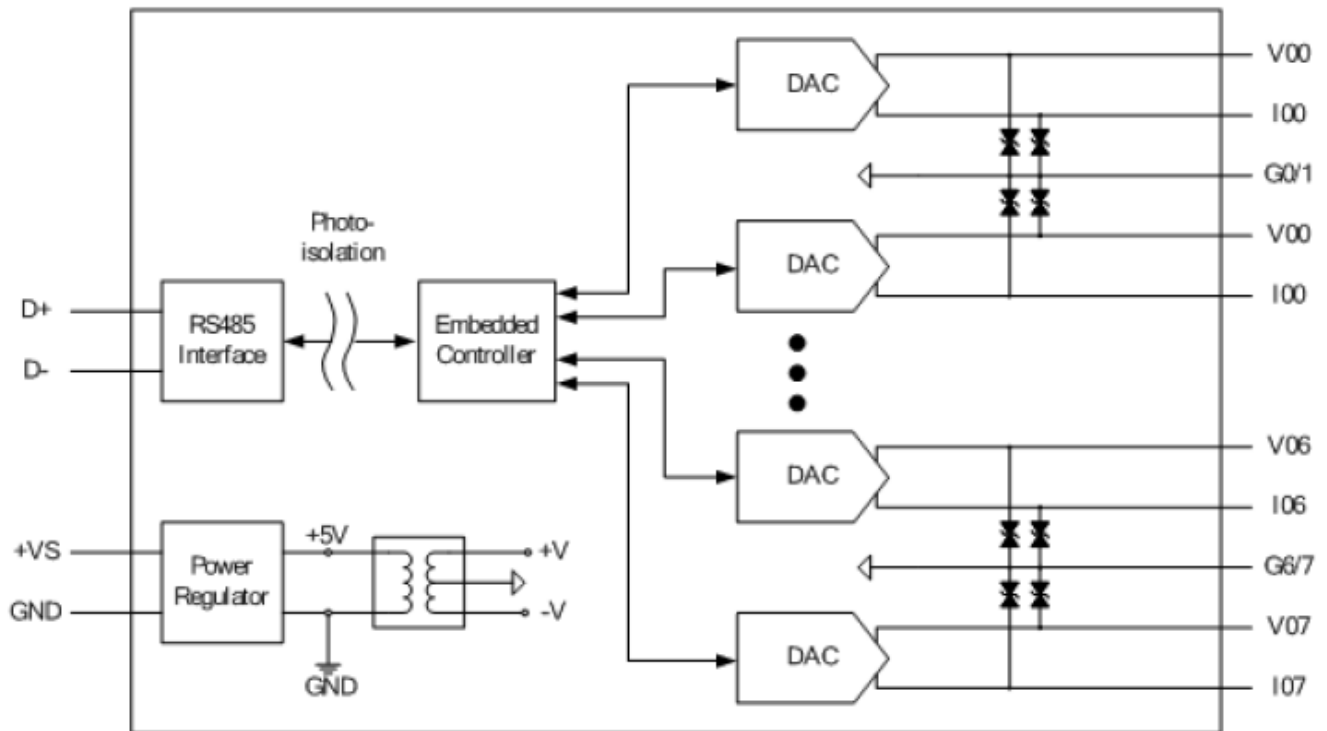 DAC
V00
I00
G0/1
DAC
V00
I00
Photo-
isolation
D+
D-
RS485
Interface
Embedded
Controller
DAC
V06
I06
G6/7
DAC
V07
I07
+VS
GND
Power
Regulator
+5V
GND
+V
-V